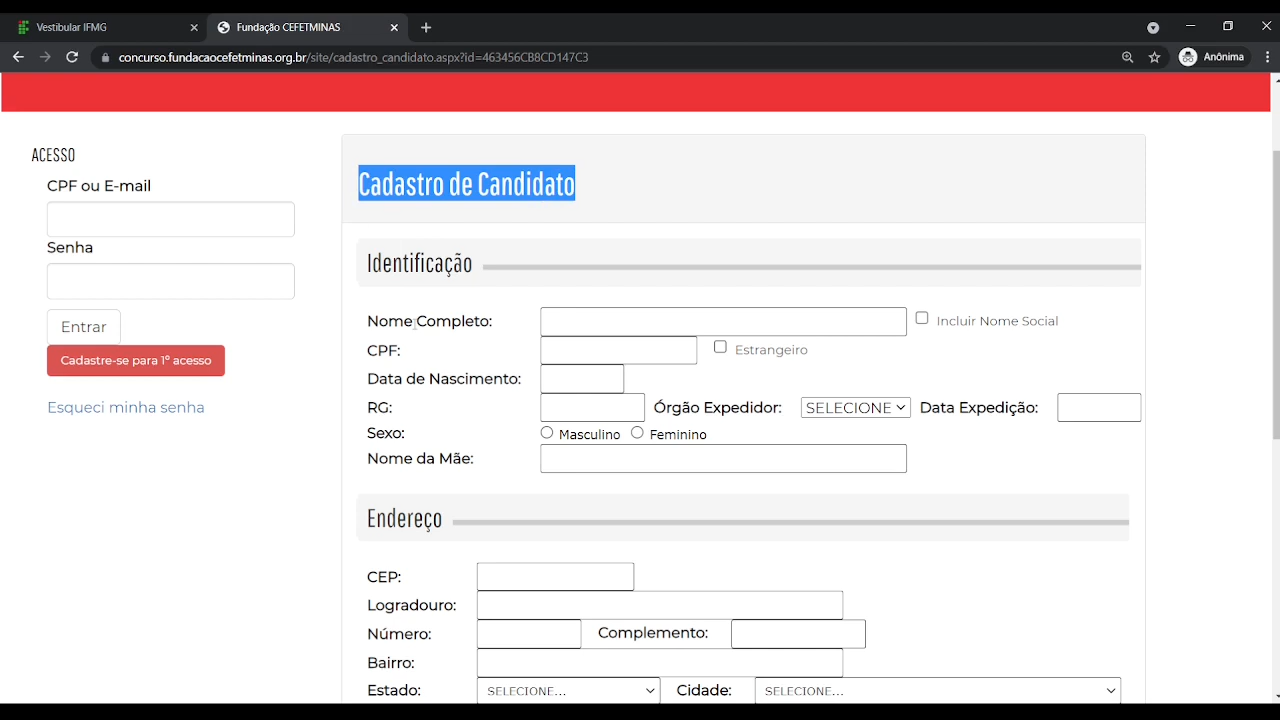 Vestibular IFMG
Fundação CEFETMINAS
concurso.fundacaocefetminas.org.br/site/cadastro_candidato.aspx?id=463456CB8CD147C3
Anônima
ACESSO
CPF ou E-mail
Senha
Entrar
Cadastre-se para 1º acesso
Esqueci minha senha
Cadastro de Candidato
Identificação
Nome Completo: Incluir Nome Social
CPF: Estrangeiro
Data de Nascimento:
RG: Órgão Expedidor: SELECIONE Data Expedição:
Sexo: Masculino Feminino
Nome da Mãe:
Endereço
CEP:
Logradouro:
Número: Complemento:
Bairro:
Estado: SELECIONE... Cidade: SELECIONE...